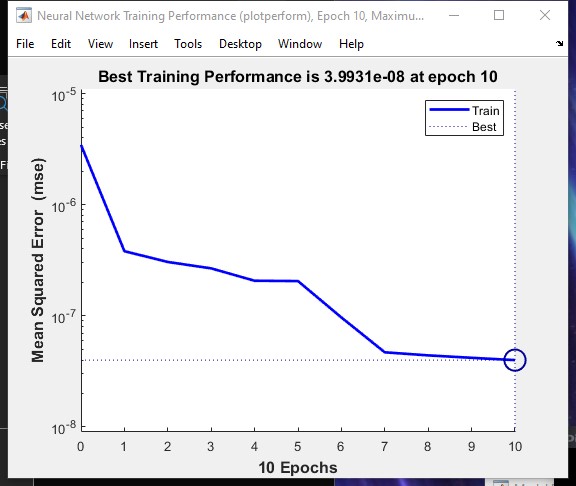 Neural Network Training Performance (plotperform), Epoch 10, Maximu...
File Edit View Insert Tools Desktop Window Help
Best Training Performance is 3.9931e-08 at epoch 10
Train
Best
10-5
10-6
10-7
10-8
Mean Squared Error (mse)
0 1 2 3 4 5 6 7 8 9 10
10 Epochs